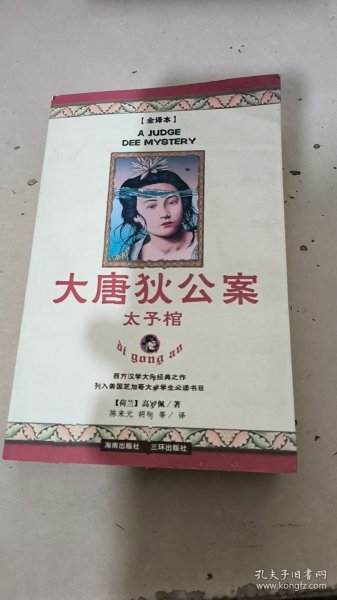 【全译本】
A JUDGE
DEE MYSTERY
大唐狄公案
太子棺
di gong an
西方汉学大师经典之作
列入美国芝加哥大学学生必读书目
【荷兰】高罗佩／著
陈来元 胡明 等／译
海南出版社 三环出版社
孔夫子旧书网
www.kongfz.com